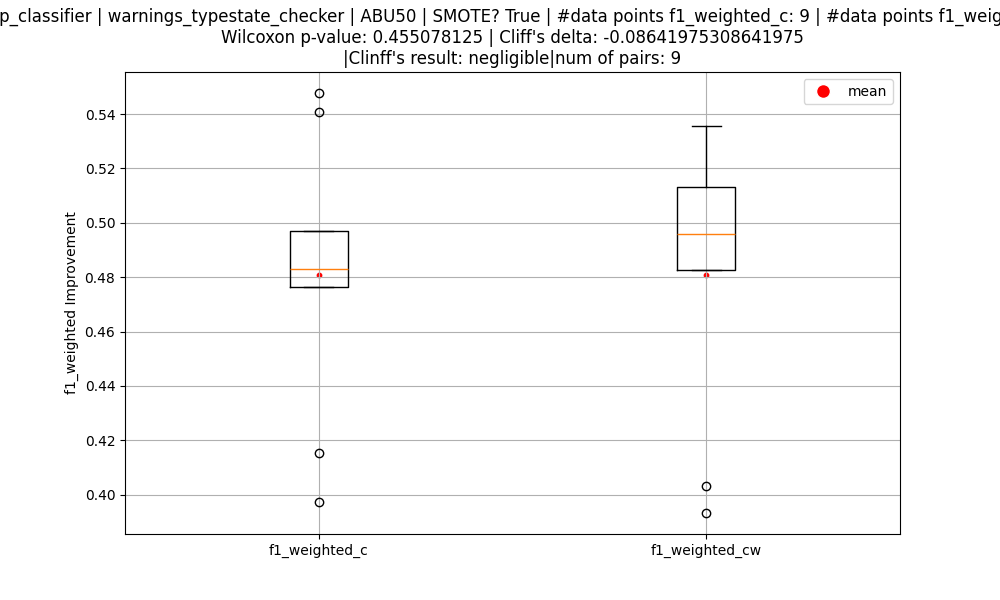 p_classifier | warnings_typestate_checker | ABU50 | SMOTE? True | #data points f1_weighted_c: 9 | #data points f1_weig
Wilcoxon p-value: 0.455078125 | Cliff's delta: -0.08641975308641975
|Clinff's result: negligible|num of pairs: 9
mean
0.54
0.52
0.50
0.48
0.46
0.44
0.42
0.40
f1_weighted Improvement
f1_weighted_c
f1_weighted_cw